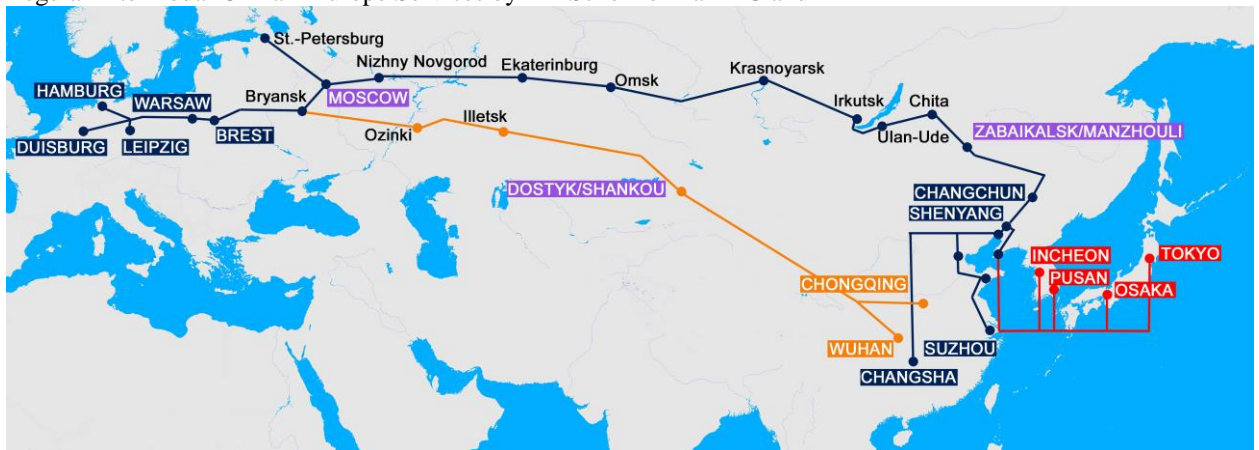 St.-Petersburg
Nizhny Novgorod
Ekaterinburg
Omsk
Krasnoyarsk
Irkutsk
Chita
Ulan-Ude
ZABAIKALSK/MANZHOULI
HAMBURG
WARSAW
Bryansk
MOSCOW
DUISBURG
LEIPZIG
BREST
Ozinki
Illetsk
DOSTYK/SHANKOU
CHANGCHUN
SHENYANG
INCHEON
TOKYO
PUSAN
OSAKA
CHONGQING
WUHAN
SUZHOU
CHANGSHA